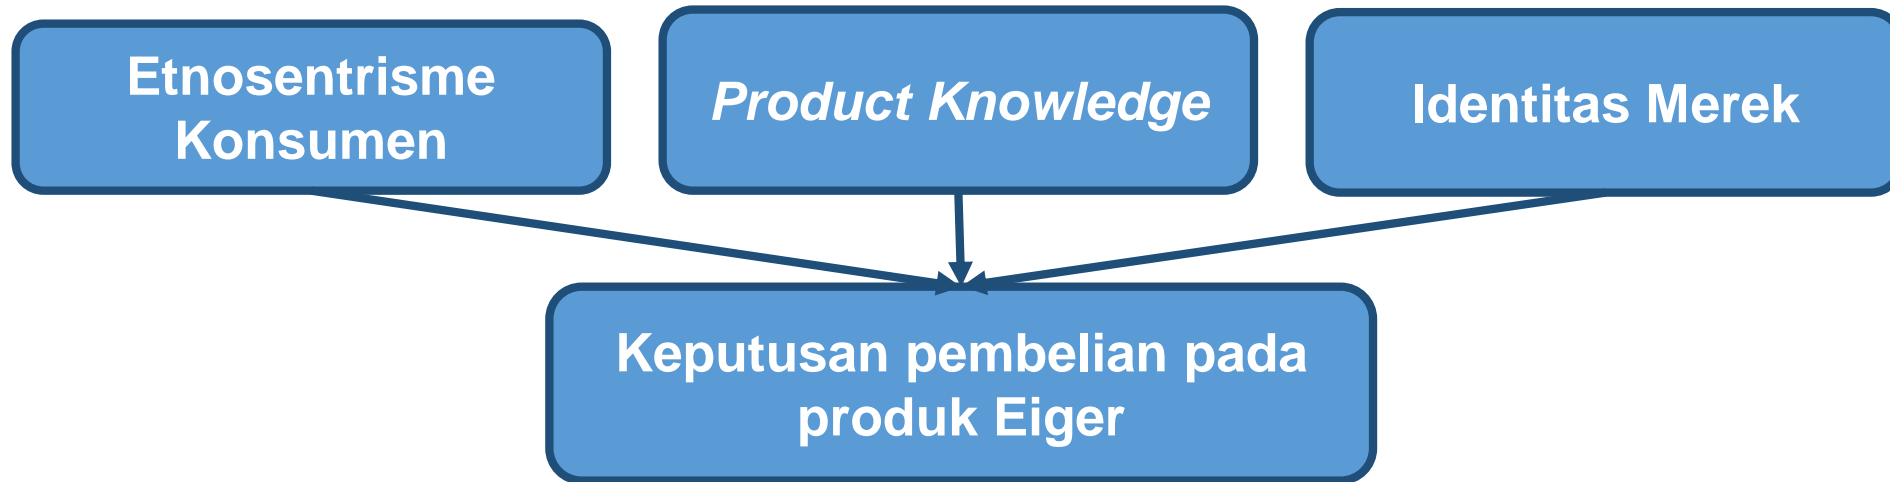 Etnosentrisme
Konsumen
Product Knowledge
Identitas Merek
Keputusan pembelian pada
produk Eiger